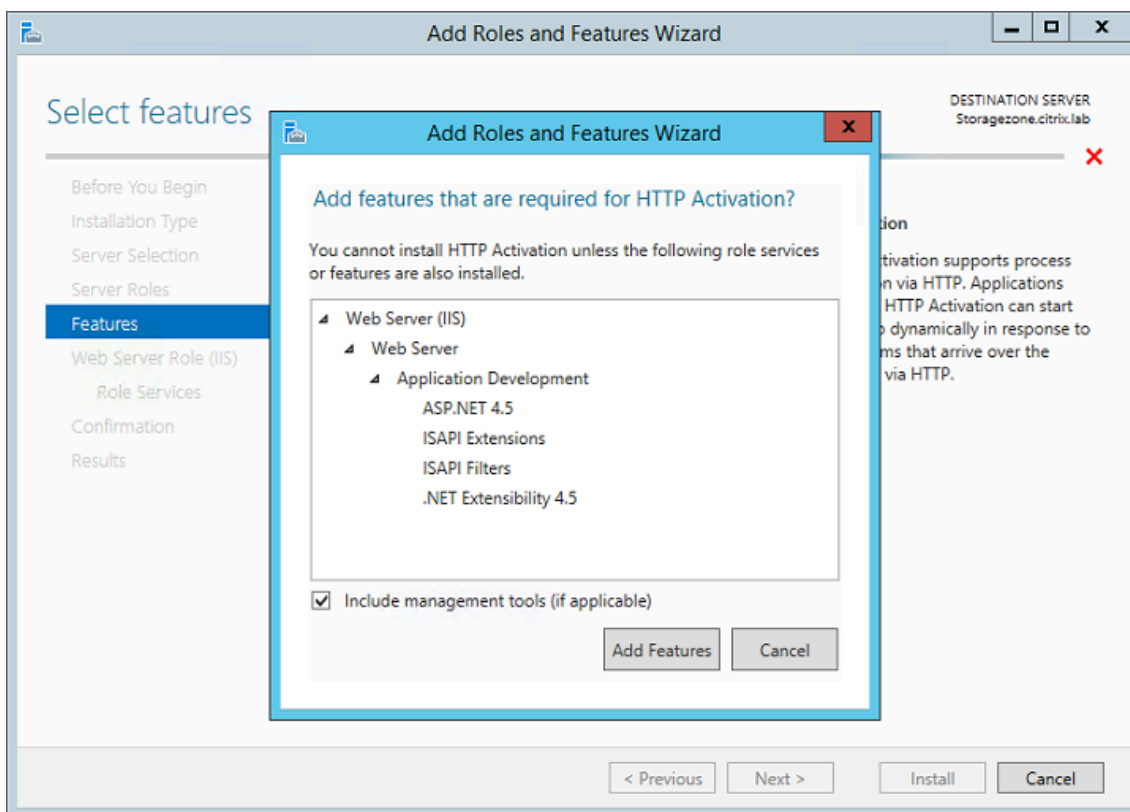 Add Roles and Features Wizard
Select features
DESTINATION SERVER
Storagezone.citrix.lab
Before You Begin
Installation Type
Server Selection
Server Roles
Features
Web Server Role (IIS)
Role Services
Confirmation
Results
Add Roles and Features Wizard
X
Add features that are required for HTTP Activation?
You cannot install HTTP Activation unless the following role services
or features are also installed.
Web Server (IIS)
Web Server
Application Development
ASP.NET 4.5
ISAPI Extensions
ISAPI Filters
.NET Extensibility 4.5
Include management tools (if applicable)
Add Features
Cancel
via HTTP. Applications
HTTP Activation can start
dynamically in response to
that arrive over the
via HTTP.
supports process
< Previous
Next >
Install
Cancel